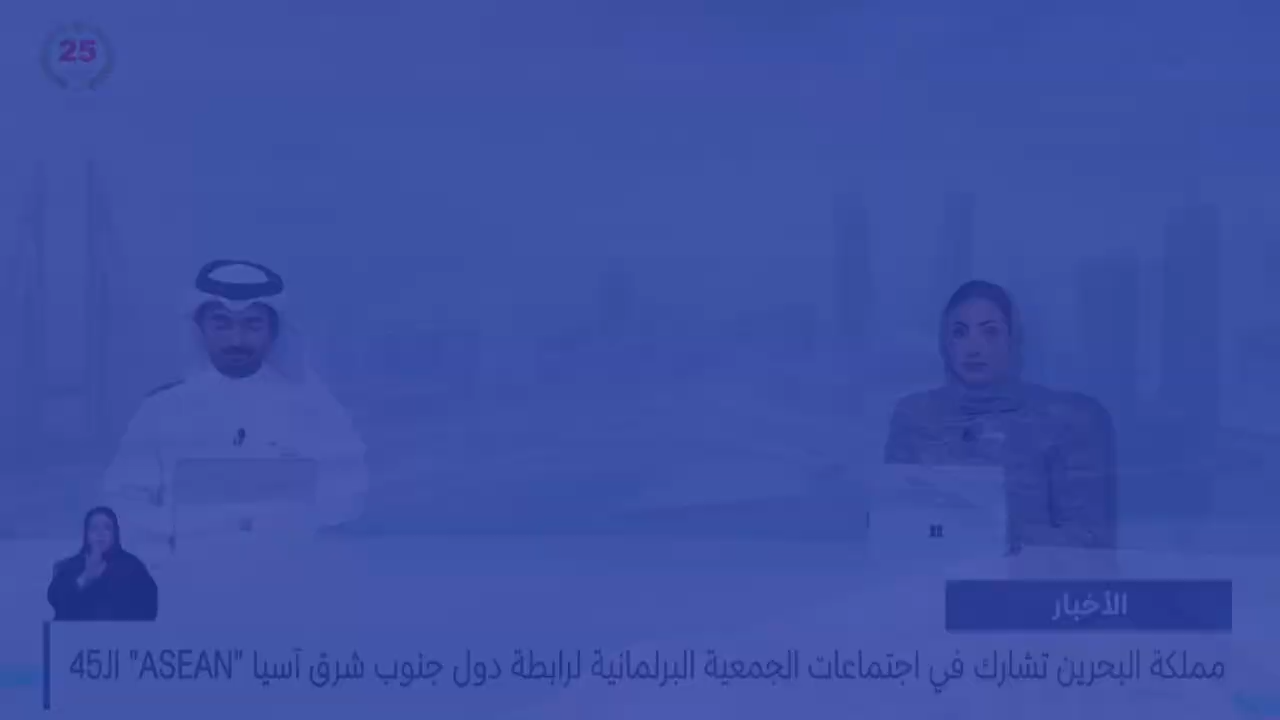 25
الأخبار
مملكة البحرين تشارك في اجتماعات الجمعية البرلمانية لرابطة دول جنوب شرق آسيا "ASEAN" الـ45